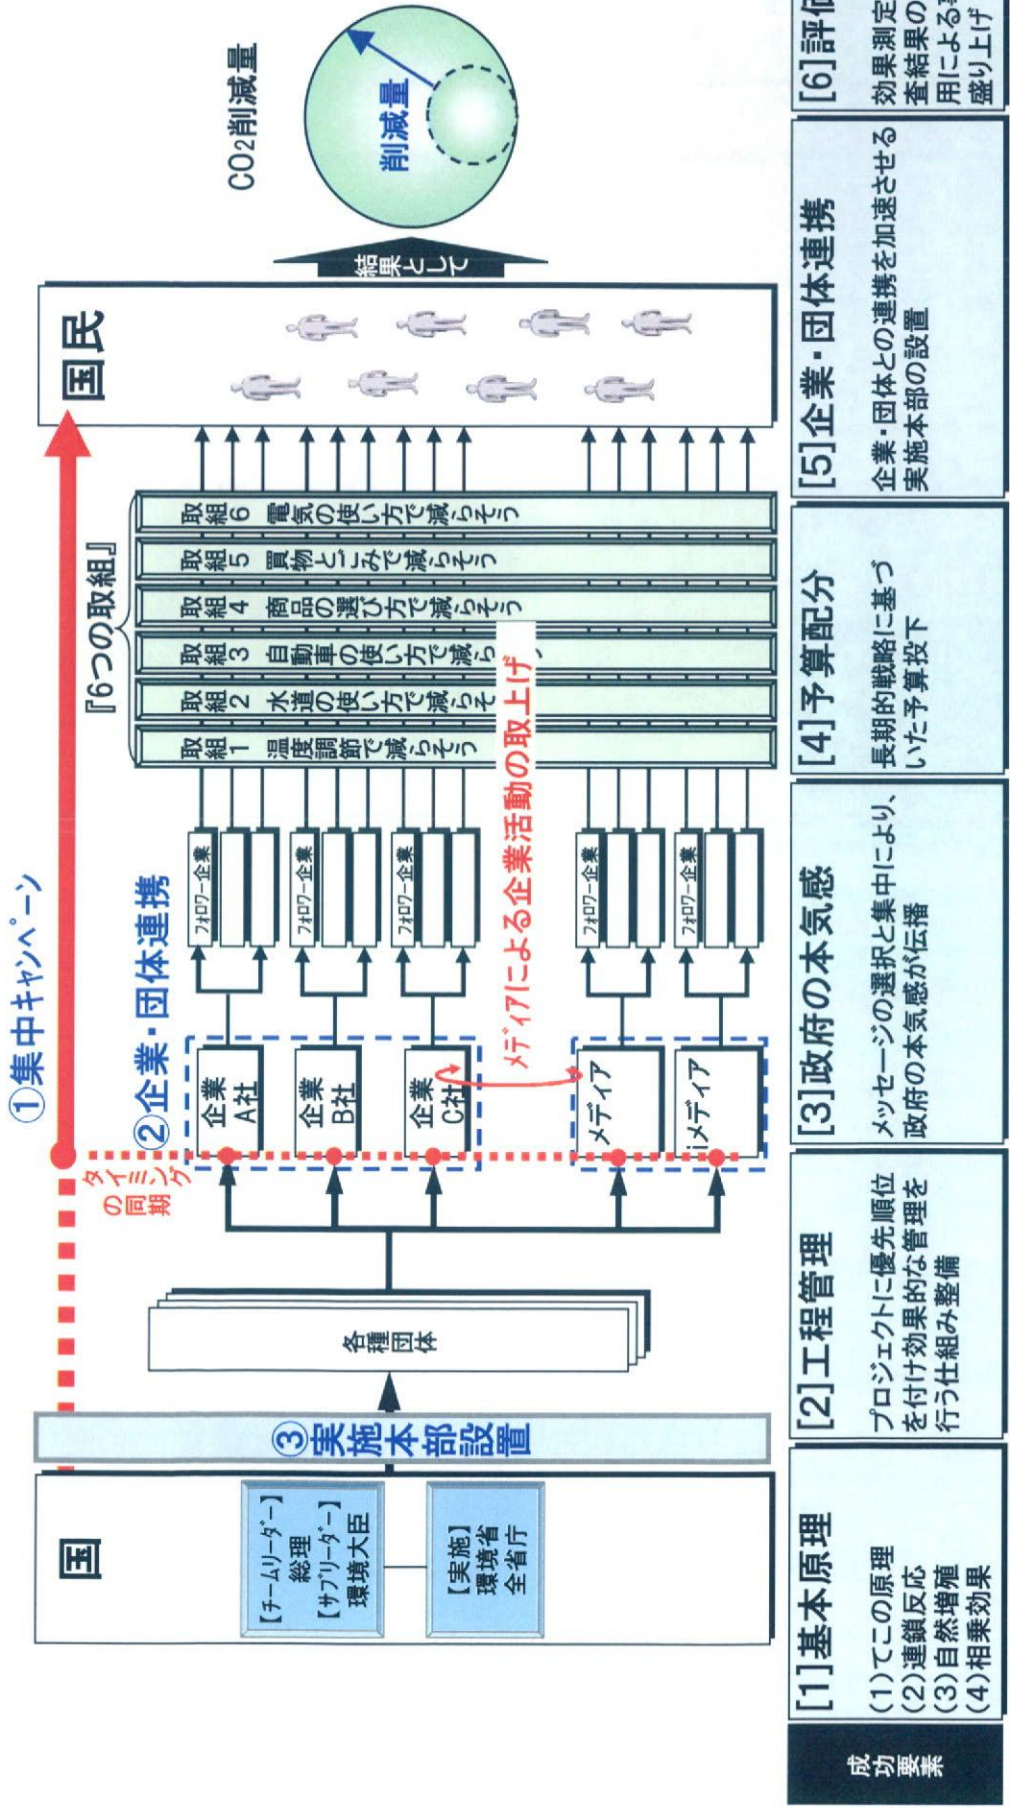 ①集中キャンペーン
国
【チームリーダー】
総理
【サブリーダー】
環境大臣
【実施】
環境省
全省庁
③実施本部設置
各種団体
タイミング
の同期
②企業・団体連携
企業
A社
企業
B社
企業
C社
メディア
iメディア
フォロワー企業
フォロワー企業
フォロワー企業
フォロワー企業
フォロワー企業
メディアによる企業活動の取上げ
『6つの取組』
取組1 温度調節で減らそう
取組2 水道の使い方で減らそ
取組3 自動車の使い方で減ら
取組4 商品の選び方で減らそう
取組5 買物とごみで減らそう
取組6 電気の使い方で減らそう
国民
結果として
CO2削減量
削減量
成功要素
[1]基本原理
(1)てこの原理
(2)連鎖反応
(3)自然増殖
(4)相乗効果
[2]工程管理
プロジェクトに優先順位
を付け効果的な管理を
行う仕組み整備
[3]政府の本気感
メッセージの選択と集中により、
政府の本気感が伝播
[4]予算配分
長期的戦略に基づ
いた予算投下
[5]企業・団体連携
企業・団体との連携を加速させる
実施本部の設置
[6]評価
効果測定
査結果の
用による
盛り上げ